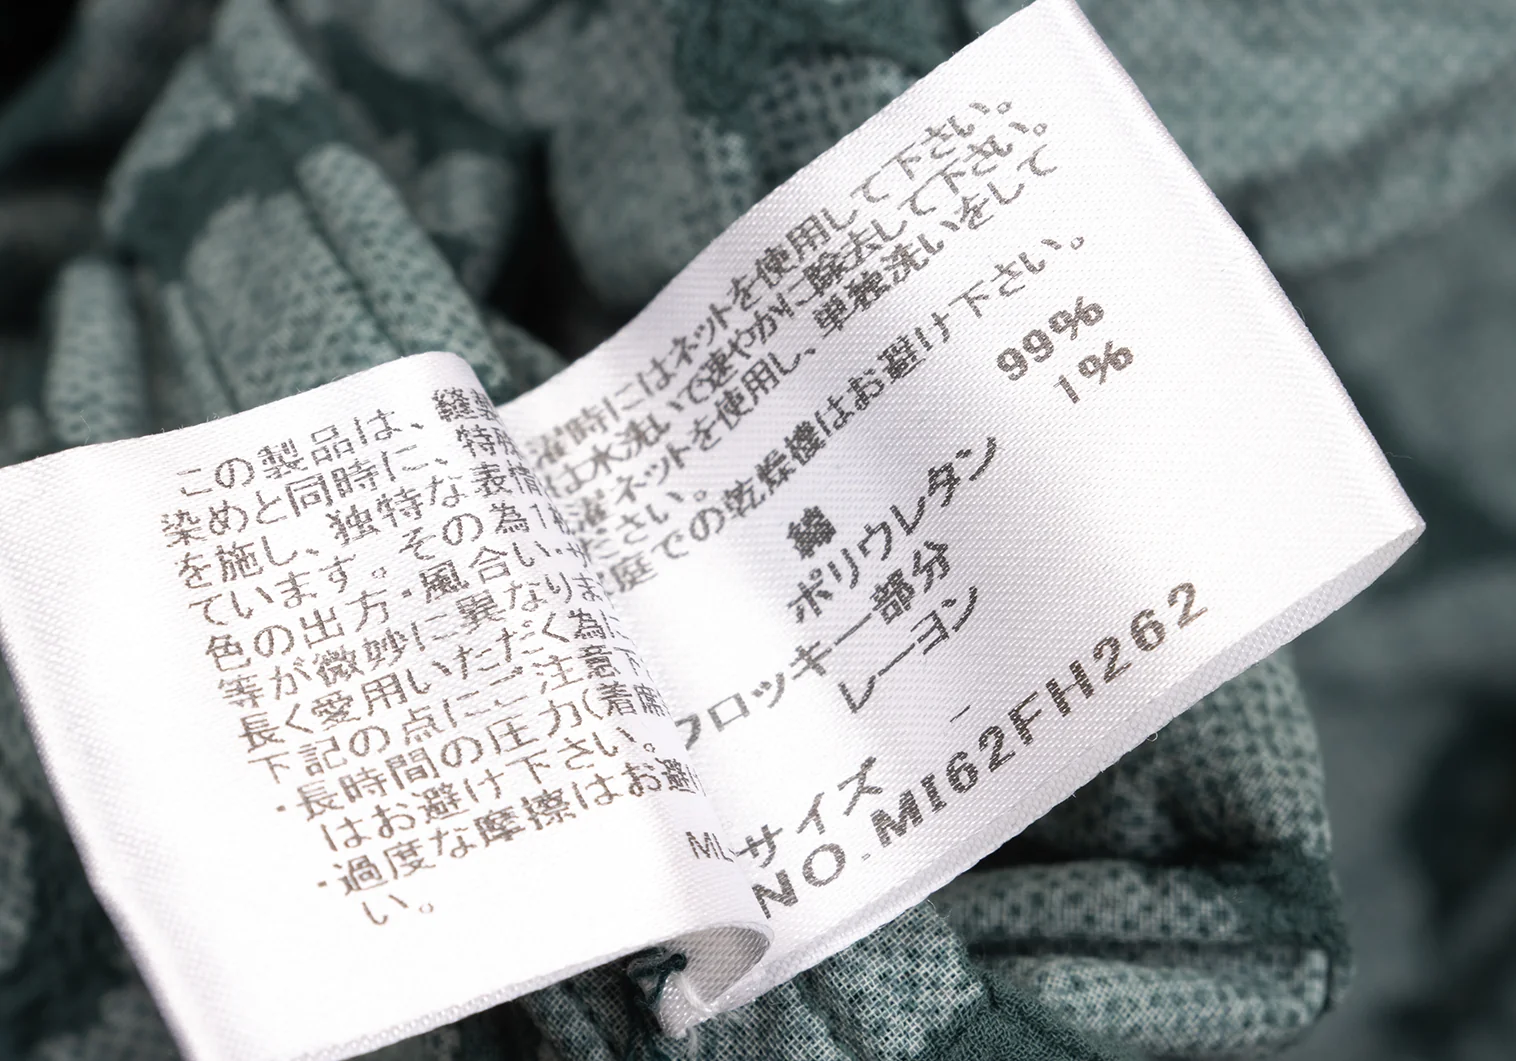 この製品は、縫製
染めと同時に、特殊
を施し、独特な表情
ています。その為1
色の出方・風合い・サ
等が微妙に異なりま
長く愛用いただく為に
下記の点にご注意下
・長時間の圧力(着席
はお避け下さい。
・過度な摩擦はお避け
い。
濯時にはネットを使用して下さい。
は水洗いで速やかに除去して下さい。
濯ネットを使用し、単独洗いをして
ださい。
庭での乾燥機はお避け下さい。
綿 99%
ポリウレタン 1%
フロッキー部分
レーヨン
サイズ -
NO.MI62FH262